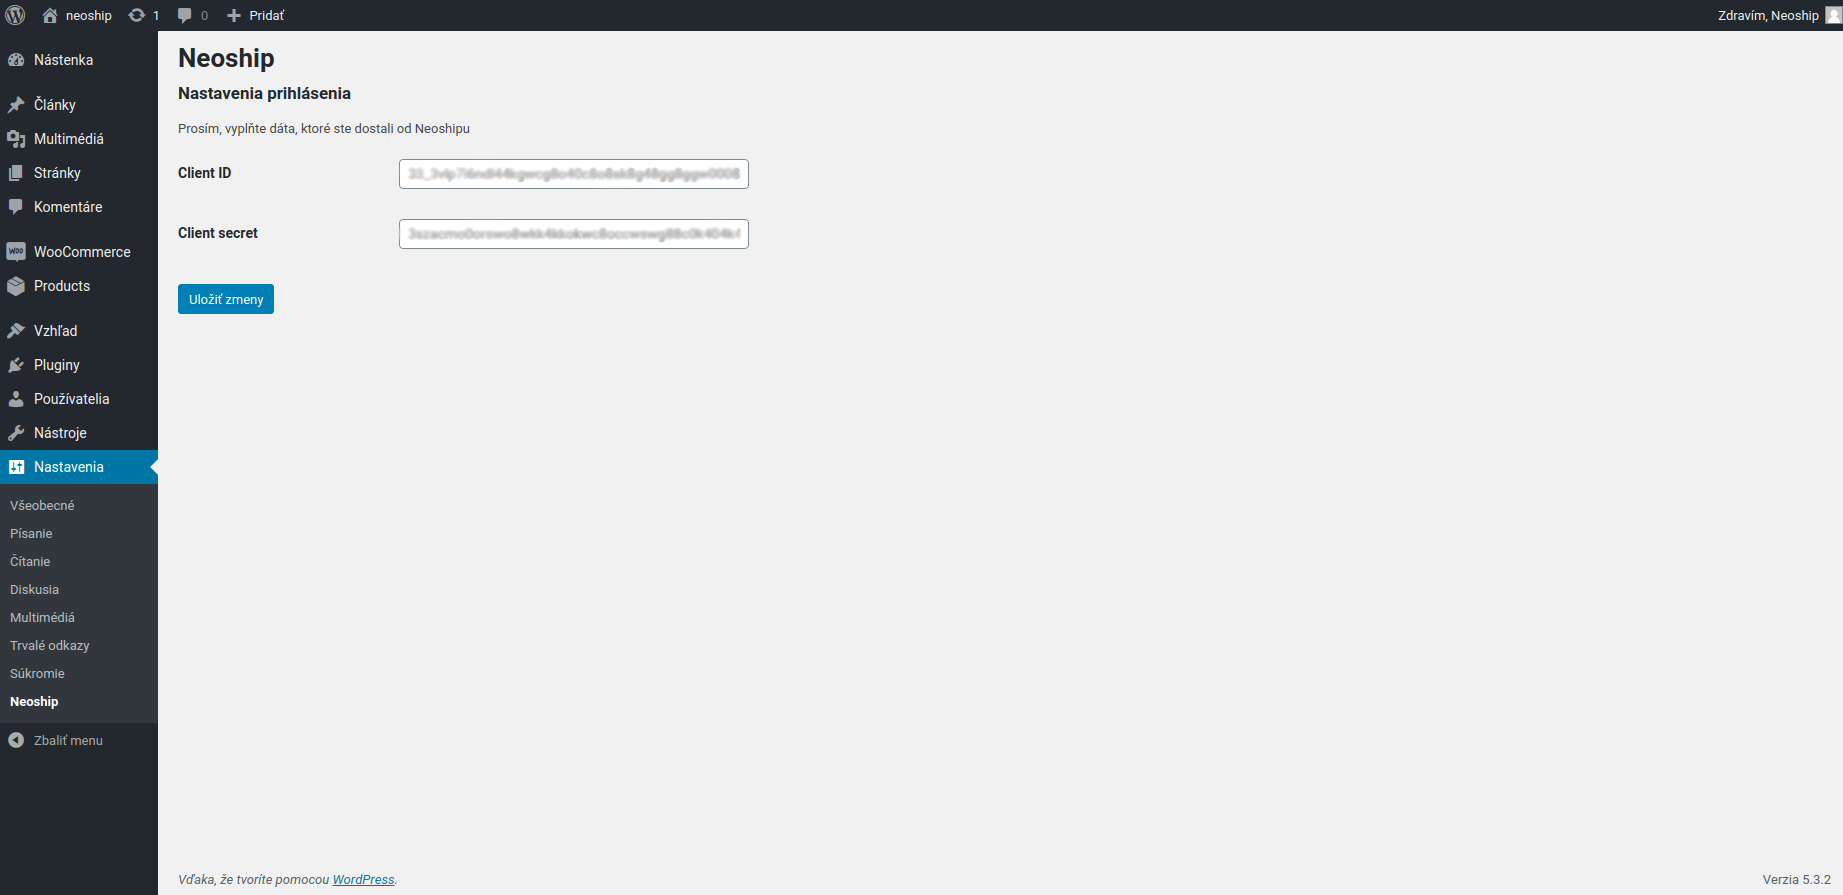 neoship 1 0 Pridať Zdravím, Neoship
Nástenka
Články
Multimédiá
Stránky
Komentáre
WooCommerce
Products
Vzhľad
Pluginy
Používatelia
Nástroje
Nastavenia
Všeobecné
Písanie
Čítanie
Diskusia
Multimédiá
Trvalé odkazy
Súkromie
Neoship
Zbaliť menu
Neoship
Nastavenia prihlásenia
Prosím, vyplňte dáta, ktoré ste dostali od Neoshipu
Client ID
Client secret
Uložiť zmeny
Vďaka, že tvoríte pomocou WordPress.
Verzia 5.3.2